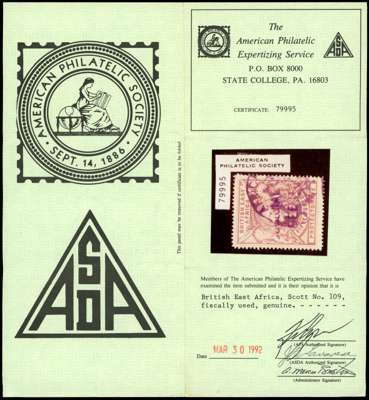 AMERICAN PHILATELIC SOCIETY
· SEPT. 14, 1886 ·
ASDA
This panel may be removed if certificate is to be folded
The
American Philatelic
Expertizing Service
P.O. BOX 8000
STATE COLLEGE, PA. 16803
ASDA
CERTIFICATE: 79995
AMERICAN
PHILATELIC SOCIETY
79995
Members of The American Philatelic Expertizing Service have
examined the item submitted and it is their opinion that it is
British East Africa, Scott No. 109,
fiscally used, genuine. - - - - - - -
(APS Authorized Signature)
Date MAR 30 1992
(ASDA Authorized Signature)
(Administrative Signature)